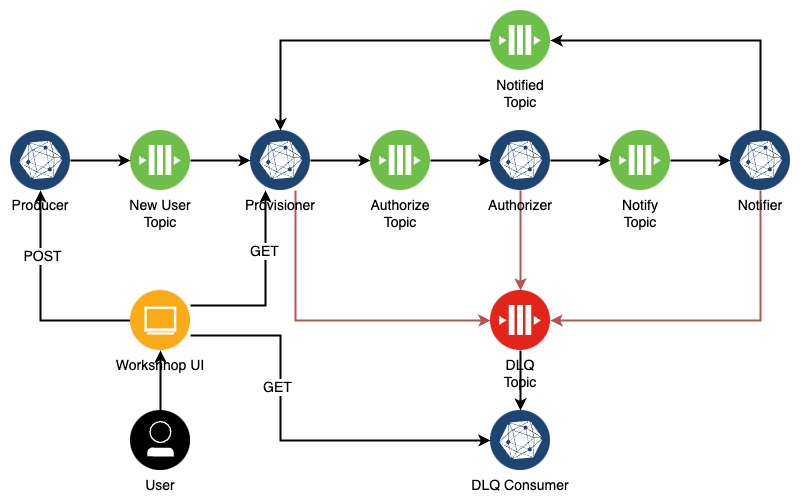 Notified
Topic
Producer
New User
Topic
Provisioner
Authorize
Topic
Authorizer
Notify
Topic
Notifier
POST
GET
Workshhop UI
DLQ
Topic
GET
User
DLQ Consumer